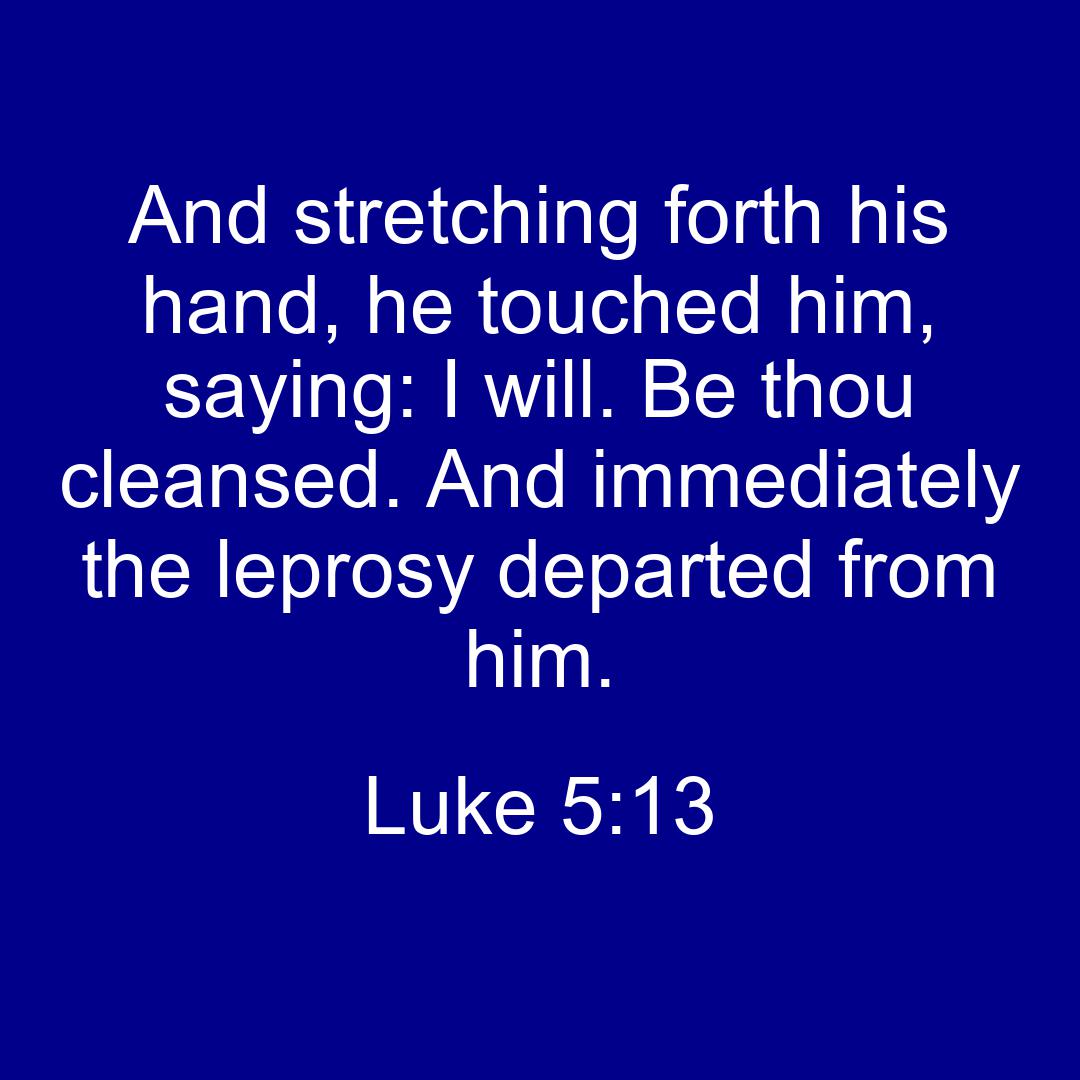 And stretching forth his
hand, he touched him,
saying: I will. Be thou
cleansed. And immediately
the leprosy departed from
him.
Luke 5:13